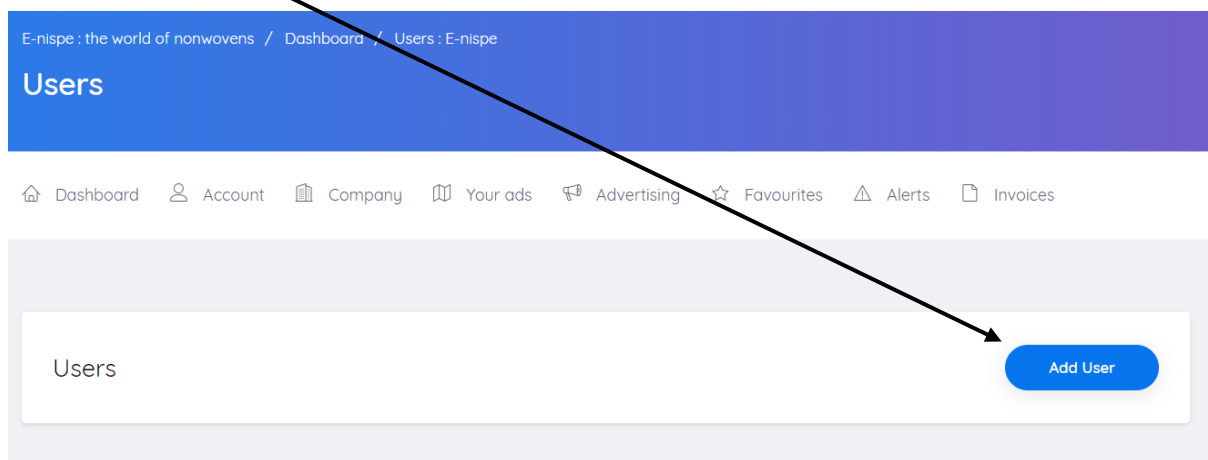 E-nispe : the world of nonwovens / Dashboard / Users : E-nispe
Users
Dashboard Account Company Your ads Advertising Favourites Alerts Invoices
Users Add User